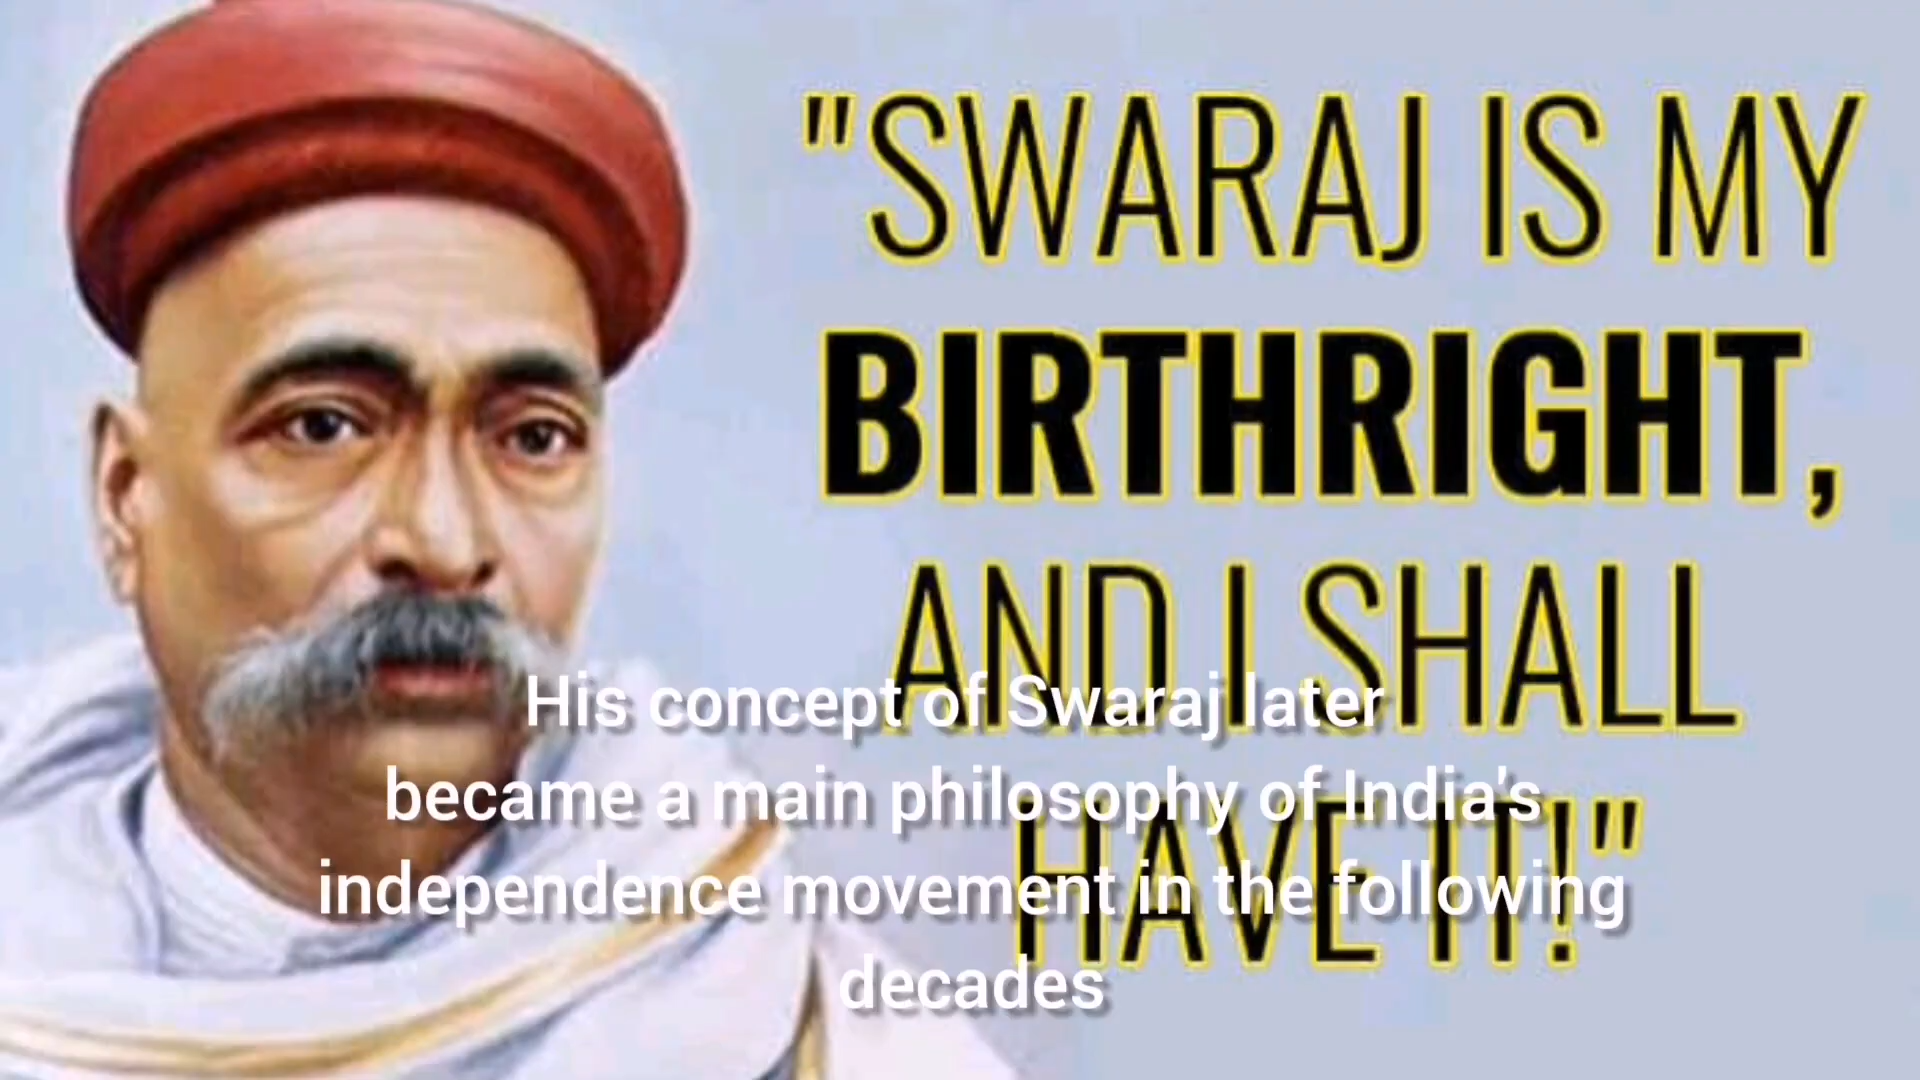 "SWARAJ IS MY
BIRTHRIGHT,
AND I SHALL
HAVE IT!"
His concept of Swaraj later
became a main philosophy of India's
independence movement in the following
decades